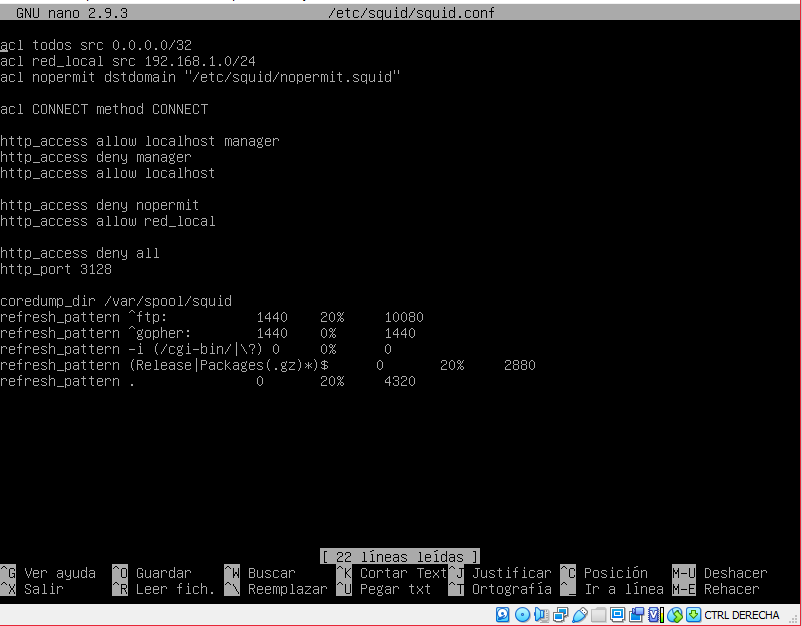 GNU nano 2.9.3 /etc/squid/squid.conf
acl todos src 0.0.0.0/32
acl red_local src 192.168.1.0/24
acl nopermit dstdomain "/etc/squid/nopermit.squid"
acl CONNECT method CONNECT
http_access allow localhost manager
http_access deny manager
http_access allow localhost
http_access deny nopermit
http_access allow red_local
http_access deny all
http_port 3128
coredump_dir /var/spool/squid
refresh_pattern ^ftp: 1440 20% 10080
refresh_pattern ^gopher: 1440 0% 1440
refresh_pattern -i (/cgi-bin/|\?) 0 0% 0
refresh_pattern (Release|Packages(.gz)*)$ 0 20% 2880
refresh_pattern . 0 20% 4320
[ 22 líneas leídas ]
^G Ver ayuda ^O Guardar ^W Buscar ^K Cortar Text ^J Justificar ^C Posición M-U Deshacer
^X Salir ^R Leer fich. ^\ Reemplazar ^U Pegar txt ^T Ortografía ^_ Ir a línea M-E Rehacer
CTRL DERECHA